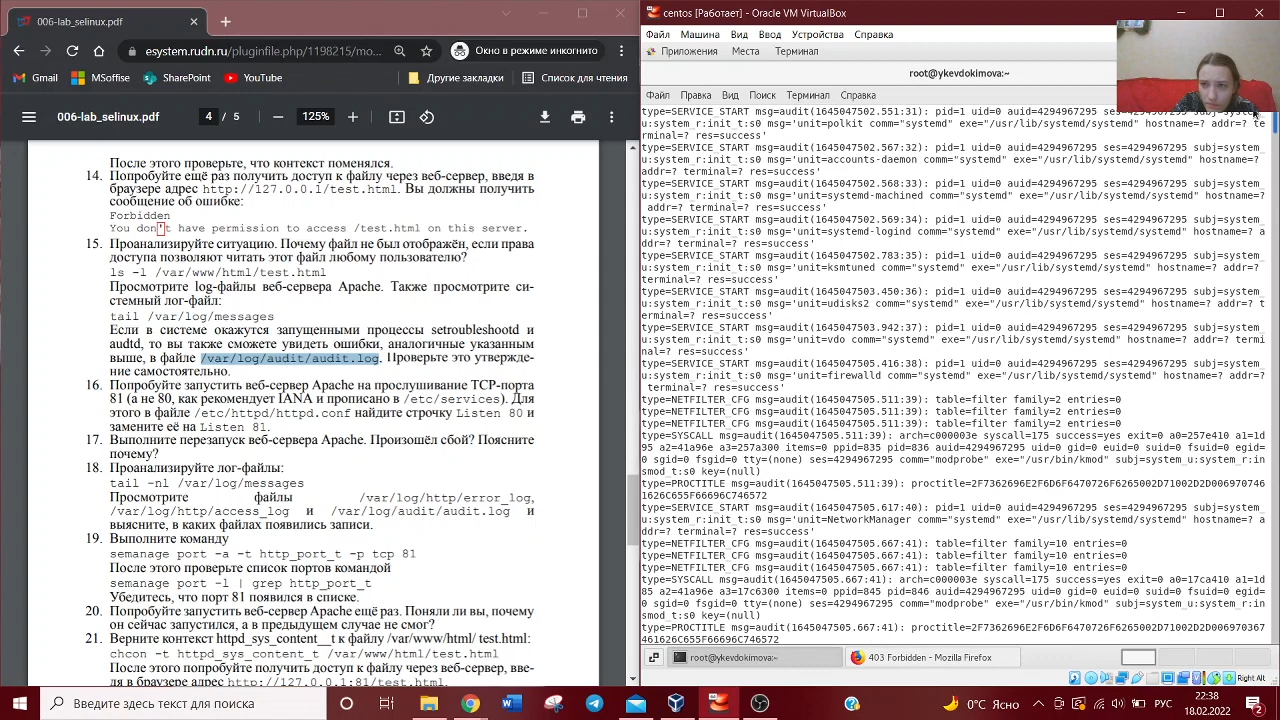 006-lab_selinux.pdf
esystem.rudn.ru/pluginfile.php/1198215/mo...
Окно в режиме инкогнито
Gmail
MSoffise
SharePoint
YouTube
Другие закладки
Список для чтения
006-lab_selinux.pdf
4 / 5
125%
После этого проверьте, что контекст поменялся.
14. Попробуйте ещё раз получить доступ к файлу через веб-сервер, введя в
браузере адрес http://127.0.0.1/test.html. Вы должны получить
сообщение об ошибке:
Forbidden
You don't have permission to access /test.html on this server.
15. Проанализируйте ситуацию. Почему файл не был отображён, если права
доступа позволяют читать этот файл любому пользователю?
ls -l /var/www/html/test.html
Просмотрите log-файлы веб-сервера Apache. Также просмотрите си-
стемный лог-файл:
tail /var/log/messages
Если в системе окажутся запущенными процессы setroubleshootd и
audtd, то вы также сможете увидеть ошибки, аналогичные указанным
выше, в файле /var/log/audit/audit.log. Проверьте это утвержде-
ние самостоятельно.
16. Попробуйте запустить веб-сервер Apache на прослушивание TCP-порта
81 (а не 80, как рекомендует IANA и прописано в /etc/services). Для
этого в файле /etc/httpd/httpd.conf найдите строчку Listen 80 и
замените её на Listen 81.
17. Выполните перезапуск веб-сервера Apache. Произошёл сбой? Поясните
почему?
18. Проанализируйте лог-файлы:
tail -nl /var/log/messages
Просмотрите файлы /var/log/http/error_log,
/var/log/http/access_log и /var/log/audit/audit.log и
выясните, в каких файлах появились записи.
19. Выполните команду
semanage port -a -t http_port_t -p tcp 81
После этого проверьте список портов командой
semanage port -l | grep http_port_t
Убедитесь, что порт 81 появился в списке.
20. Попробуйте запустить веб-сервер Apache ещё раз. Поняли ли вы, почему
он сейчас запустился, а в предыдущем случае не смог?
21. Верните контекст httpd_sys_cоntent__t к файлу /var/www/html/ test.html:
chcon -t httpd_sys_content_t /var/www/html/test.html
После этого попробуйте получить доступ к файлу через веб-сервер, вве-
дя в браузере адрес http://127.0.0.1:81/test.html.
centos [Работает] - Oracle VM VirtualBox
Файл Машина Вид Ввод Устройства Справка
Приложения Места Терминал
root@ykevdokimova:~
Файл Правка Вид Поиск Терминал Справка
type=SERVICE_START msg=audit(1645047502.551:31): pid=1 uid=0 auid=4294967295 ses=4294967295 subj=system_
u:system_r:init_t:s0 msg='unit=polkit comm="systemd" exe="/usr/lib/systemd/systemd" hostname=? addr=? te
rminal=? res=success'
type=SERVICE_START msg=audit(1645047502.567:32): pid=1 uid=0 auid=4294967295 ses=4294967295 subj=system_
u:system_r:init_t:s0 msg='unit=accounts-daemon comm="systemd" exe="/usr/lib/systemd/systemd" hostname=?
addr=? terminal=? res=success'
type=SERVICE_START msg=audit(1645047502.568:33): pid=1 uid=0 auid=4294967295 ses=4294967295 subj=system_
u:system_r:init_t:s0 msg='unit=systemd-machined comm="systemd" exe="/usr/lib/systemd/systemd" hostname=?
addr=? terminal=? res=success'
type=SERVICE_START msg=audit(1645047502.569:34): pid=1 uid=0 auid=4294967295 ses=4294967295 subj=system_
u:system_r:init_t:s0 msg='unit=systemd-logind comm="systemd" exe="/usr/lib/systemd/systemd" hostname=? a
ddr=? terminal=? res=success'
type=SERVICE_START msg=audit(1645047502.783:35): pid=1 uid=0 auid=4294967295 ses=4294967295 subj=system_
u:system_r:init_t:s0 msg='unit=ksmtuned comm="systemd" exe="/usr/lib/systemd/systemd" hostname=? addr=?
terminal=? res=success'
type=SERVICE_START msg=audit(1645047503.450:36): pid=1 uid=0 auid=4294967295 ses=4294967295 subj=system_
u:system_r:init_t:s0 msg='unit=udisks2 comm="systemd" exe="/usr/lib/systemd/systemd" hostname=? addr=? t
erminal=? res=success'
type=SERVICE_START msg=audit(1645047503.942:37): pid=1 uid=0 auid=4294967295 ses=4294967295 subj=system_
u:system_r:init_t:s0 msg='unit=vdo comm="systemd" exe="/usr/lib/systemd/systemd" hostname=? addr=? termi
nal=? res=success'
type=SERVICE_START msg=audit(1645047505.416:38): pid=1 uid=0 auid=4294967295 ses=4294967295 subj=system_
u:system_r:init_t:s0 msg='unit=firewalld comm="systemd" exe="/usr/lib/systemd/systemd" hostname=? addr=?
terminal=? res=success'
type=NETFILTER_CFG msg=audit(1645047505.511:39): table=filter family=2 entries=0
type=NETFILTER_CFG msg=audit(1645047505.511:39): table=filter family=2 entries=0
type=NETFILTER_CFG msg=audit(1645047505.511:39): table=filter family=2 entries=0
type=SYSCALL msg=audit(1645047505.511:39): arch=c000003e syscall=175 success=yes exit=0 a0=257e410 a1=1d
95 a2=41a96e a3=257a300 items=0 ppid=835 pid=836 auid=4294967295 uid=0 gid=0 euid=0 suid=0 fsuid=0 egid=
0 sgid=0 fsgid=0 tty=(none) ses=4294967295 comm="modprobe" exe="/usr/bin/kmod" subj=system_u:system_r:in
smod_t:s0 key=(null)
type=PROCTITLE msg=audit(1645047505.511:39): proctitle=2F7362696E2F6D6F6470726F6265002D71002D2D006970746
1626C655F66696C746572
type=SERVICE_START msg=audit(1645047505.617:40): pid=1 uid=0 auid=4294967295 ses=4294967295 subj=system_
u:system_r:init_t:s0 msg='unit=NetworkManager comm="systemd" exe="/usr/lib/systemd/systemd" hostname=? a
ddr=? terminal=? res=success'
type=NETFILTER_CFG msg=audit(1645047505.667:41): table=filter family=10 entries=0
type=NETFILTER_CFG msg=audit(1645047505.667:41): table=filter family=10 entries=0
type=NETFILTER_CFG msg=audit(1645047505.667:41): table=filter family=10 entries=0
type=SYSCALL msg=audit(1645047505.667:41): arch=c000003e syscall=175 success=yes exit=0 a0=17ca410 a1=1d
85 a2=41a96e a3=17c6300 items=0 ppid=845 pid=846 auid=4294967295 uid=0 gid=0 euid=0 suid=0 fsuid=0 egid=
0 sgid=0 fsgid=0 tty=(none) ses=4294967295 comm="modprobe" exe="/usr/bin/kmod" subj=system_u:system_r:in
smod_t:s0 key=(null)
type=PROCTITLE msg=audit(1645047505.667:41): proctitle=2F7362696E2F6D6F6470726F6265002D71002D2D006970367
461626C655F66696C746572
root@ykevdokimova:~
403 Forbidden - Mozilla Firefox
Right Alt
Введите здесь текст для поиска
0°C Ясно
РУС
22:38
18.02.2022
2